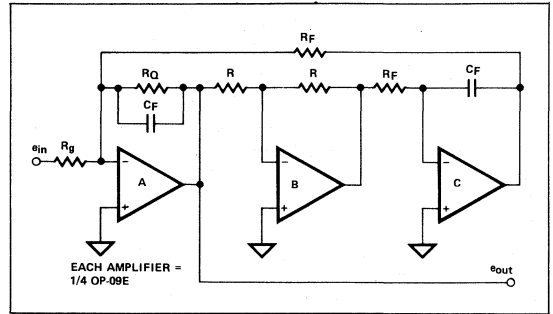 RF
RQ
R
R
RF
CF
CF
ein
Rg
−
A
+
−
B
+
−
C
+
EACH AMPLIFIER =
1/4 OP-09E
eout